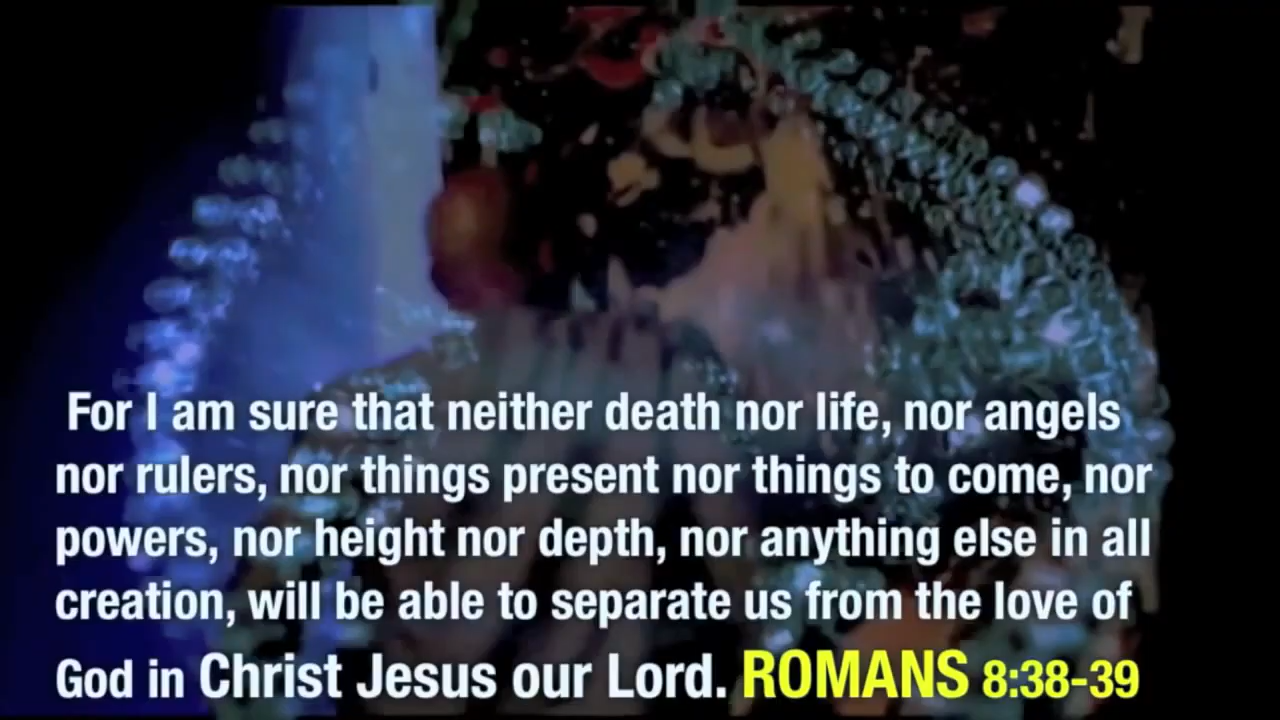 For I am sure that neither death nor life, nor angels
nor rulers, nor things present nor things to come, nor
powers, nor height nor depth, nor anything else in all
creation, will be able to separate us from the love of
God in Christ Jesus our Lord. ROMANS 8:38-39